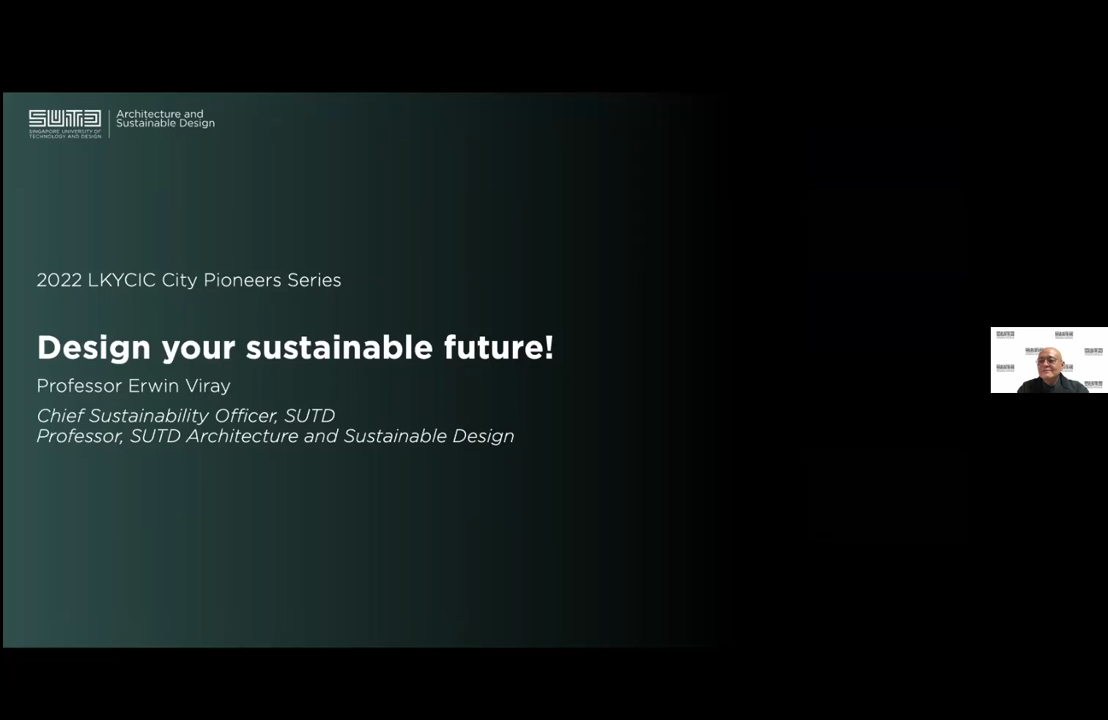 SUTD
SINGAPORE UNIVERSITY OF
TECHNOLOGY AND DESIGN
Architecture and
Sustainable Design
2022 LKYCIC City Pioneers Series
Design your sustainable future!
Professor Erwin Viray
Chief Sustainability Officer, SUTD
Professor, SUTD Architecture and Sustainable Design